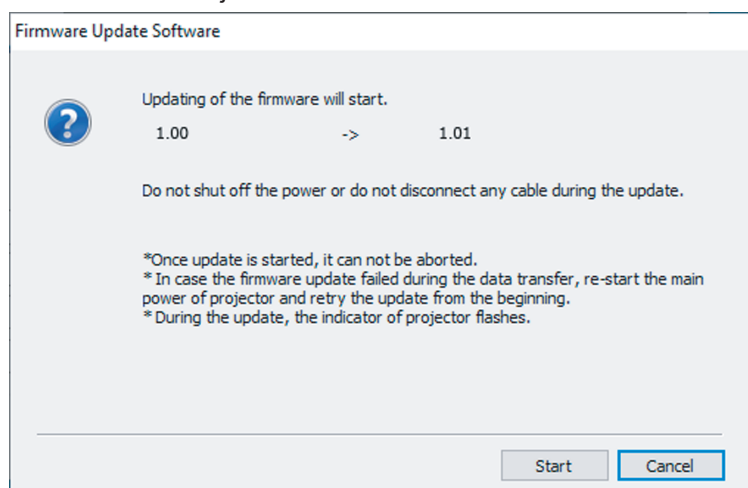 Firmware Update Software
Updating of the firmware will start.
1.00 -> 1.01
Do not shut off the power or do not disconnect any cable during the update.
*Once update is started, it can not be aborted.
* In case the firmware update failed during the data transfer, re-start the main
power of projector and retry the update from the beginning.
* During the update, the indicator of projector flashes.
Start Cancel